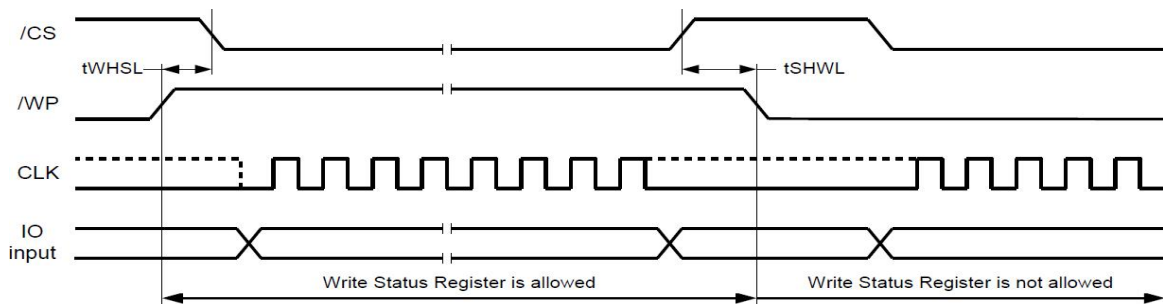 /CS
tWHSL
tSHWL
/WP
CLK
IO
input
Write Status Register is allowed
Write Status Register is not allowed